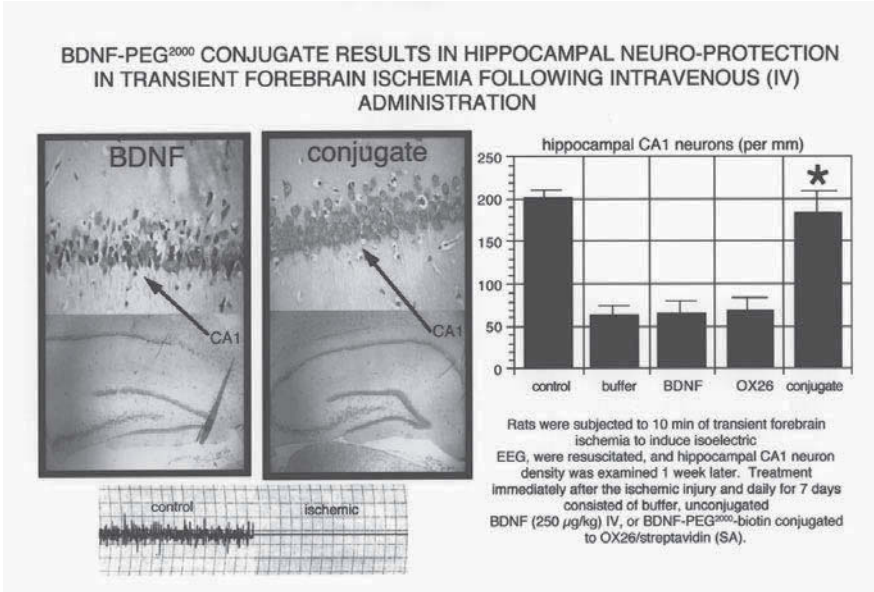 BDNF-PEG²⁰⁰⁰ CONJUGATE RESULTS IN HIPPOCAMPAL NEURO-PROTECTION
IN TRANSIENT FOREBRAIN ISCHEMIA FOLLOWING INTRAVENOUS (IV)
ADMINISTRATION
BDNF
CA1
conjugate
CA1
control
ischemic
hippocampal CA1 neurons (per mm)
250
200
150
100
50
0
*
control buffer BDNF OX26 conjugate
Rats were subjected to 10 min of transient forebrain
ischemia to induce isoelectric
EEG, were resuscitated, and hippocampal CA1 neuron
density was examined 1 week later. Treatment
immediately after the ischemic injury and daily for 7 days
consisted of buffer, unconjugated
BDNF (250 µg/kg) IV, or BDNF-PEG²⁰⁰⁰-biotin conjugated
to OX26/streptavidin (SA).